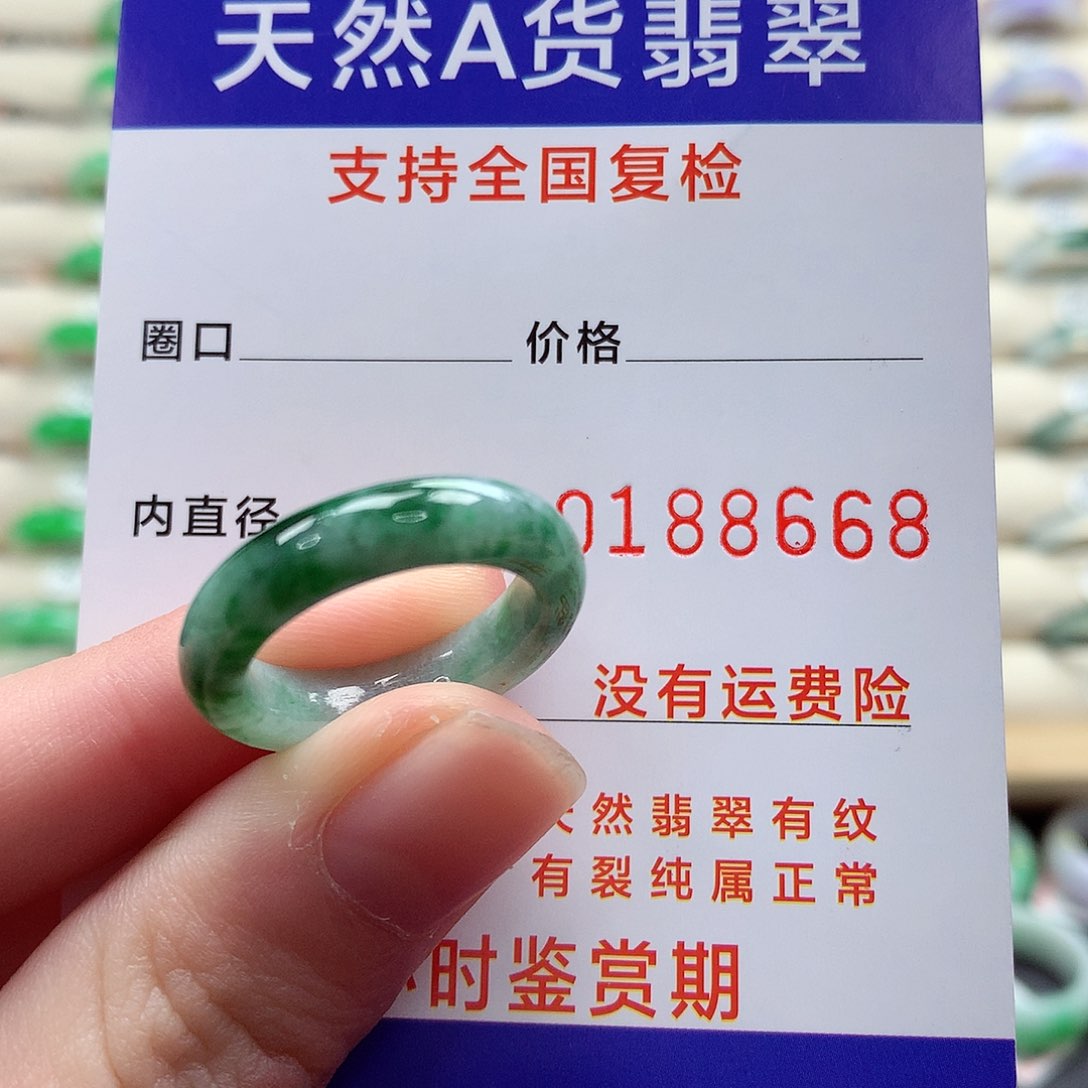 天然A货翡翠
支持全国复检
圈口 价格
内直径 0188668
没有运费险
天然翡翠有纹
有裂纯属正常
时鉴赏期